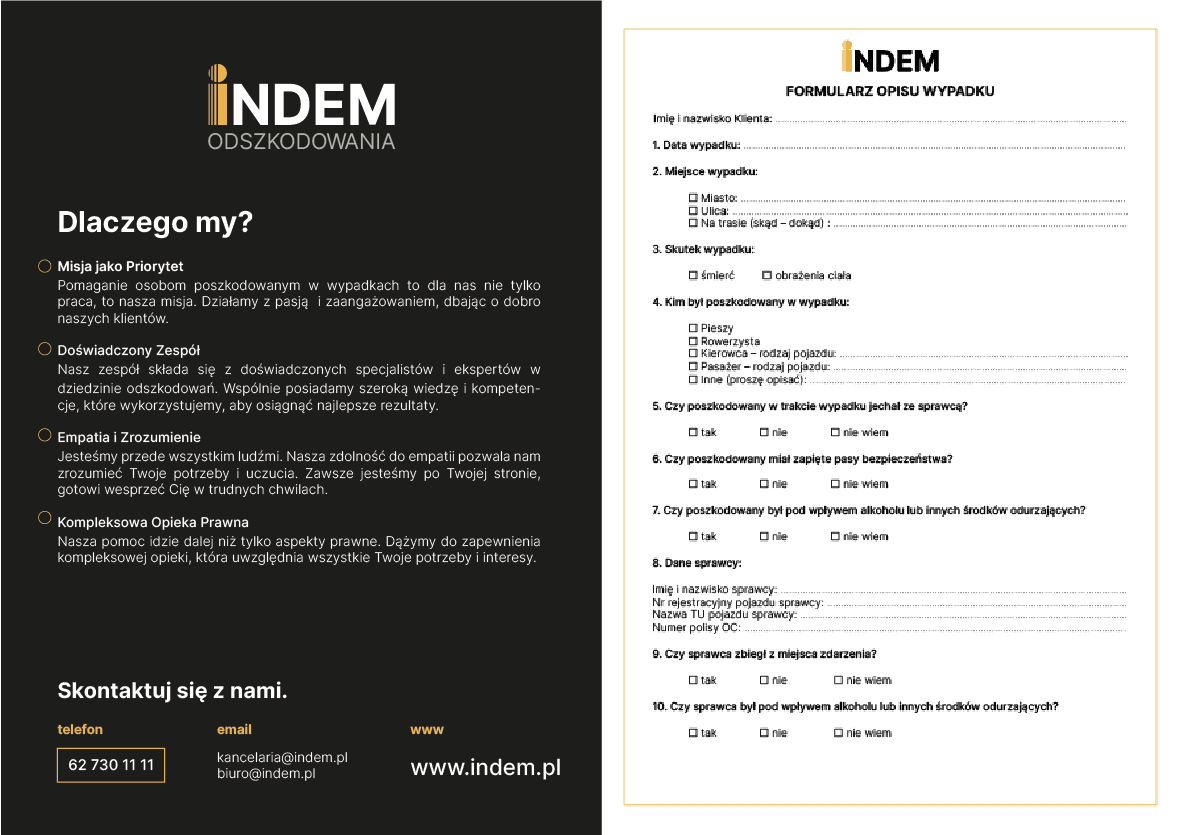 iNDEM
ODSZKODOWANIA
Dlaczego my?
Misja jako Priorytet
Pomaganie osobom poszkodowanym w wypadkach to dla nas nie tylko
praca, to nasza misja. Działamy z pasją i zaangażowaniem, dbając o dobro
naszych klientów.
Doświadczony Zespół
Nasz zespół składa się z doświadczonych specjalistów i ekspertów w
dziedzinie odszkodowań. Wspólnie posiadamy szeroką wiedzę i kompeten-
cje, które wykorzystujemy, aby osiągnąć najlepsze rezultaty.
Empatia i Zrozumienie
Jesteśmy przede wszystkim ludźmi. Nasza zdolność do empatii pozwala nam
zrozumieć Twoje potrzeby i uczucia. Zawsze jesteśmy po Twojej stronie,
gotowi wesprzeć Cię w trudnych chwilach.
Kompleksowa Opieka Prawna
Nasza pomoc idzie dalej niż tylko aspekty prawne. Dążymy do zapewnienia
kompleksowej opieki, która uwzględnia wszystkie Twoje potrzeby i interesy.
Skontaktuj się z nami.
telefon email www
62 730 11 11
kancelaria@indem.pl
biuro@indem.pl
www.indem.pl
iNDEM
FORMULARZ OPISU WYPADKU
Imię i nazwisko Klienta:
1. Data wypadku:
2. Miejsce wypadku:
Miasto:
Ulica:
Na trasie (skąd – dokąd) :
3. Skutek wypadku:
śmierć obrażenia ciała
4. Kim był poszkodowany w wypadku:
Pieszy
Rowerzysta
Kierowca – rodzaj pojazdu:
Pasażer – rodzaj pojazdu:
Inne (proszę opisać):
5. Czy poszkodowany w trakcie wypadku jechał ze sprawcą?
tak nie nie wiem
6. Czy poszkodowany miał zapięte pasy bezpieczeństwa?
tak nie nie wiem
7. Czy poszkodowany był pod wpływem alkoholu lub innych środków odurzających?
tak nie nie wiem
8. Dane sprawcy:
Imię i nazwisko sprawcy:
Nr rejestracyjny pojazdu sprawcy:
Nazwa TU pojazdu sprawcy:
Numer polisy OC:
9. Czy sprawca zbiegł z miejsca zdarzenia?
tak nie nie wiem
10. Czy sprawca był pod wpływem alkoholu lub innych środków odurzających?
tak nie nie wiem